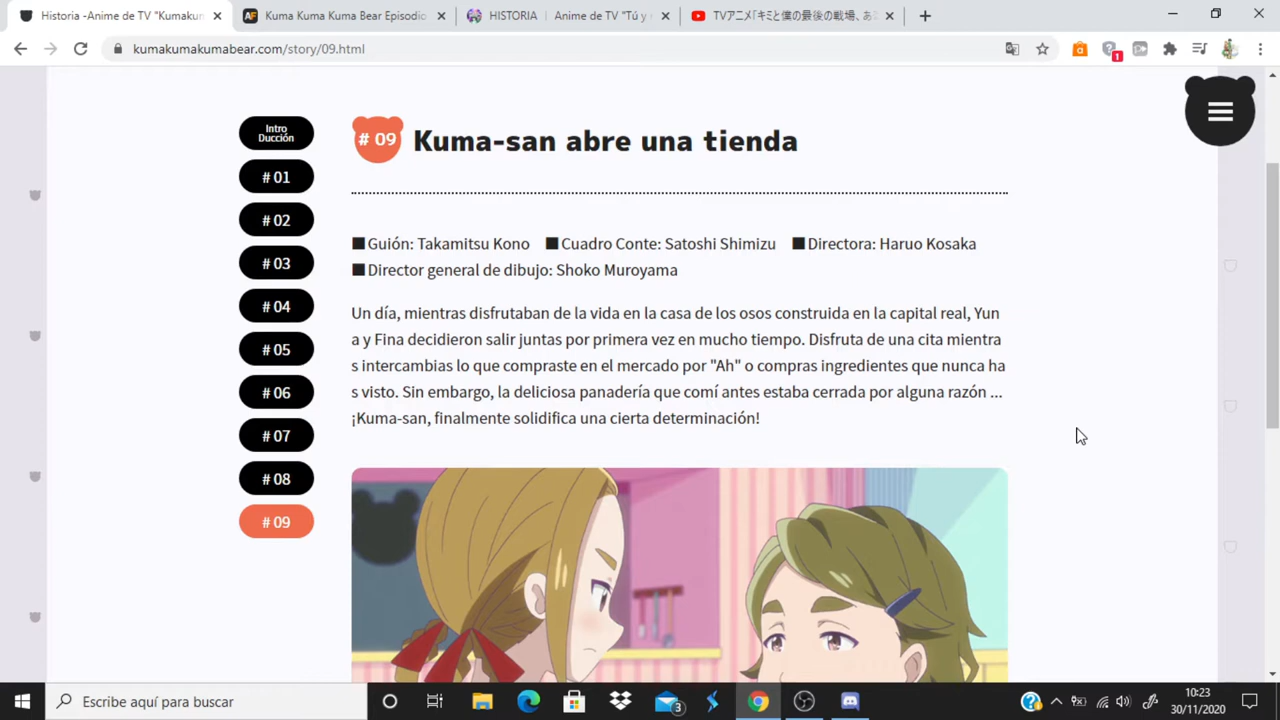 Historia -Anime de TV "Kumakum
Kuma Kuma Kuma Bear Episodio
HISTORIA | Anime de TV "Tú y
TVアニメ「キミと僕の最後の戦場、ある
kumakumakumabear.com/story/09.html
1
Intro
Ducción
# 01
# 02
# 03
# 04
# 05
# 06
# 07
# 08
# 09
# 09 Kuma-san abre una tienda
■Guión: Takamitsu Kono ■Cuadro Conte: Satoshi Shimizu ■Directora: Haruo Kosaka
■Director general de dibujo: Shoko Muroyama
Un día, mientras disfrutaban de la vida en la casa de los osos construida en la capital real, Yun
a y Fina decidieron salir juntas por primera vez en mucho tiempo. Disfruta de una cita mientra
s intercambias lo que compraste en el mercado por "Ah" o compras ingredientes que nunca ha
s visto. Sin embargo, la deliciosa panadería que comí antes estaba cerrada por alguna razón ...
¡Kuma-san, finalmente solidifica una cierta determinación!
Escribe aquí para buscar
3
10:23
30/11/2020